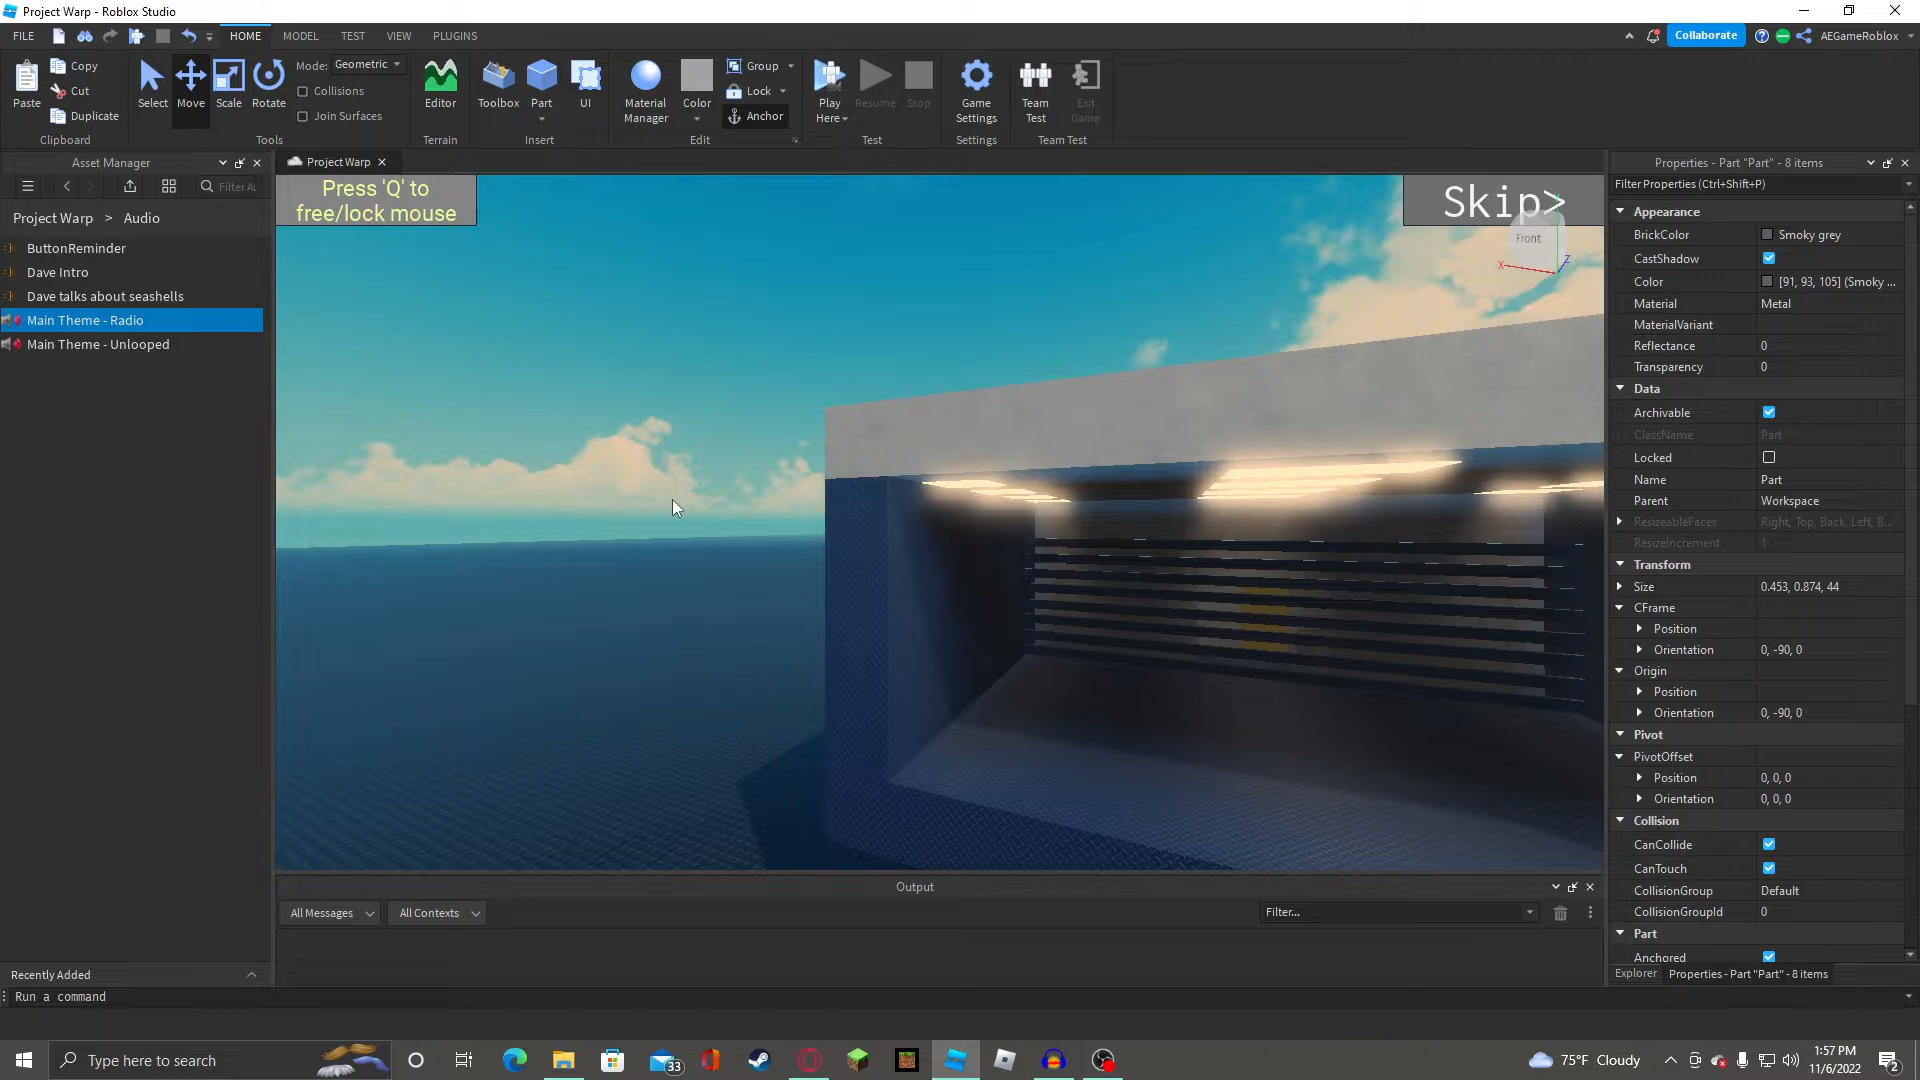 Project Warp - Roblox Studio
FILE
HOME
MODEL
TEST
VIEW
PLUGINS
Collaborate
AEGameRoblox
Paste
Copy
Cut
Duplicate
Clipboard
Select
Move
Scale
Rotate
Mode: Geometric
Collisions
Join Surfaces
Tools
Editor
Terrain
Toolbox
Part
UI
Insert
Material Manager
Color
Group
Lock
Anchor
Edit
Play Here
Resume
Stop
Test
Game Settings
Settings
Team Test
Exit Game
Team Test
Asset Manager
Filter
Project Warp > Audio
ButtonReminder
Dave Intro
Dave talks about seashells
Main Theme - Radio
Main Theme - Unlooped
Recently Added
Run a command
Project Warp
Press 'Q' to
free/lock mouse
Skip>
Front
X
Z
Output
All Messages
All Contexts
Filter...
Properties - Part "Part" - 8 items
Filter Properties (Ctrl+Shift+P)
Appearance
BrickColor Smoky grey
CastShadow
Color [91, 93, 105] (Smoky ...
Material Metal
MaterialVariant
Reflectance 0
Transparency 0
Data
Archivable
ClassName Part
Locked
Name Part
Parent Workspace
ResizeableFaces Right, Top, Back, Left, B...
ResizeIncrement 1
Transform
Size 0.453, 0.874, 44
CFrame
Position
Orientation 0, -90, 0
Origin
Position
Orientation 0, -90, 0
Pivot
PivotOffset
Position 0, 0, 0
Orientation 0, 0, 0
Collision
CanCollide
CanTouch
CollisionGroup Default
CollisionGroupId 0
Part
Anchored
Explorer
Properties - Part "Part" - 8 items
Type here to search
33
75°F Cloudy
1:57 PM
11/6/2022
2